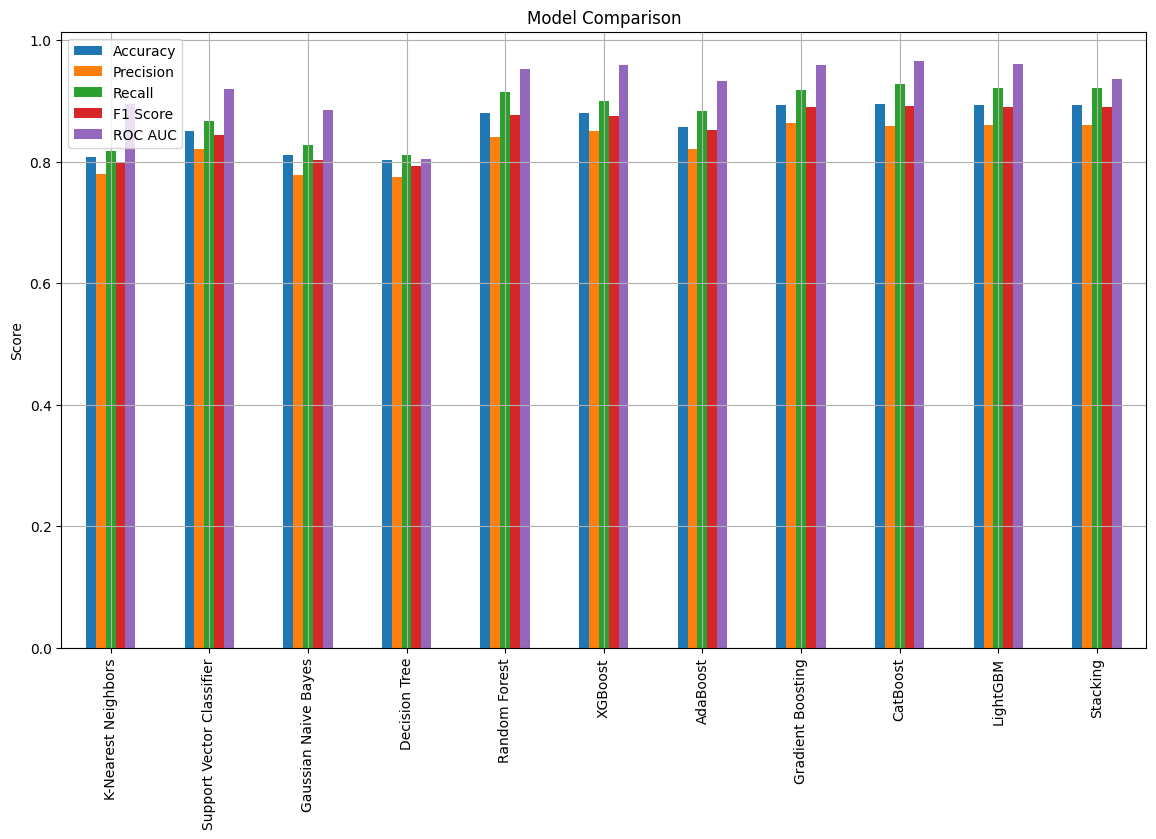 Model Comparison
1.0
0.8
0.6
0.4
0.2
0.0
Score
Accuracy
Precision
Recall
F1 Score
ROC AUC
K-Nearest Neighbors
Support Vector Classifier
Gaussian Naive Bayes
Decision Tree
Random Forest
XGBoost
AdaBoost
Gradient Boosting
CatBoost
LightGBM
Stacking